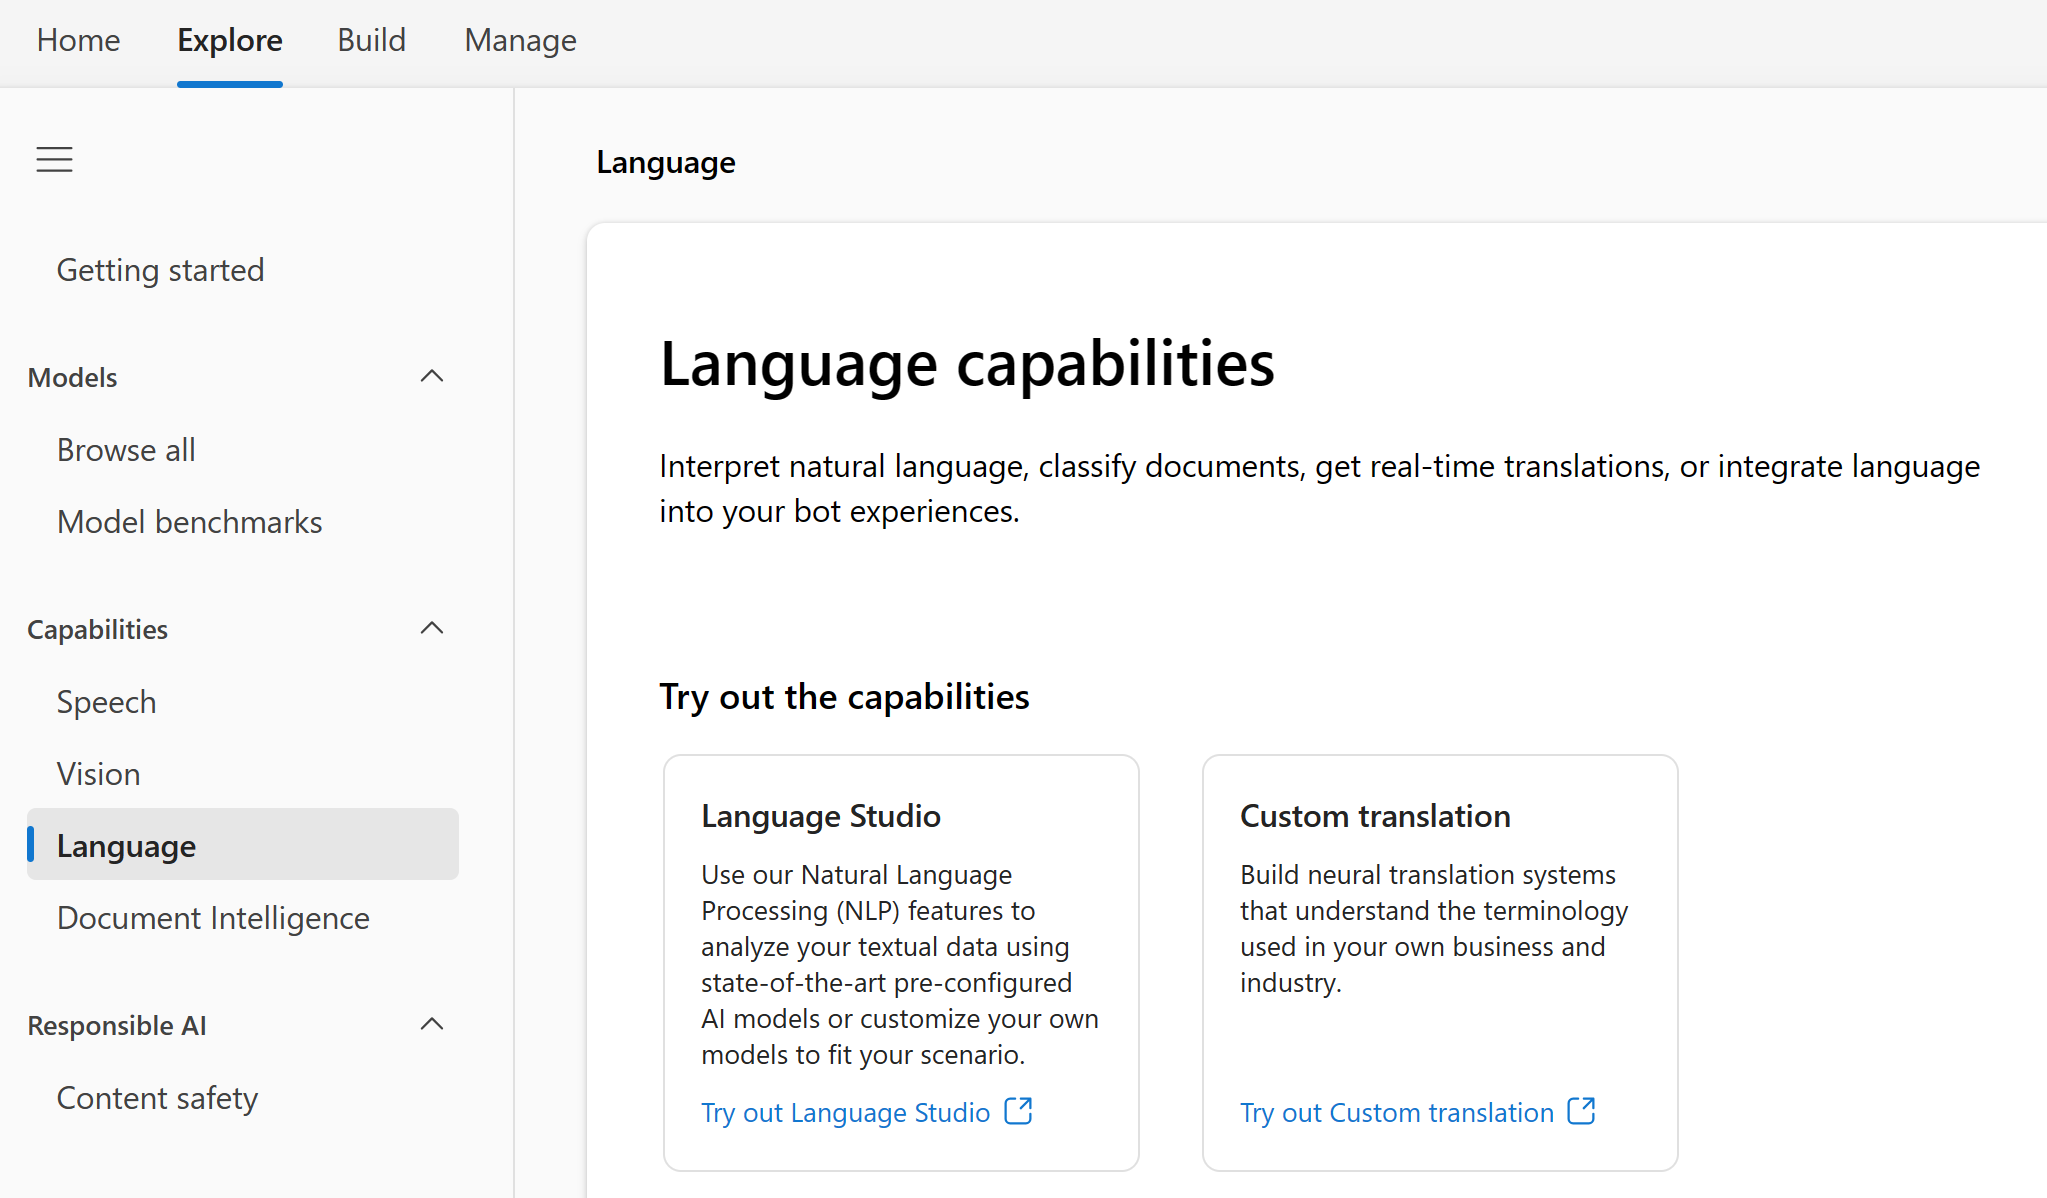 Home Explore Build Manage
Getting started
Models
Browse all
Model benchmarks
Capabilities
Speech
Vision
Language
Document Intelligence
Responsible AI
Content safety
Language
Language capabilities
Interpret natural language, classify documents, get real-time translations, or integrate language
into your bot experiences.
Try out the capabilities
Language Studio
Use our Natural Language
Processing (NLP) features to
analyze your textual data using
state-of-the-art pre-configured
AI models or customize your own
models to fit your scenario.
Try out Language Studio
Custom translation
Build neural translation systems
that understand the terminology
used in your own business and
industry.
Try out Custom translation